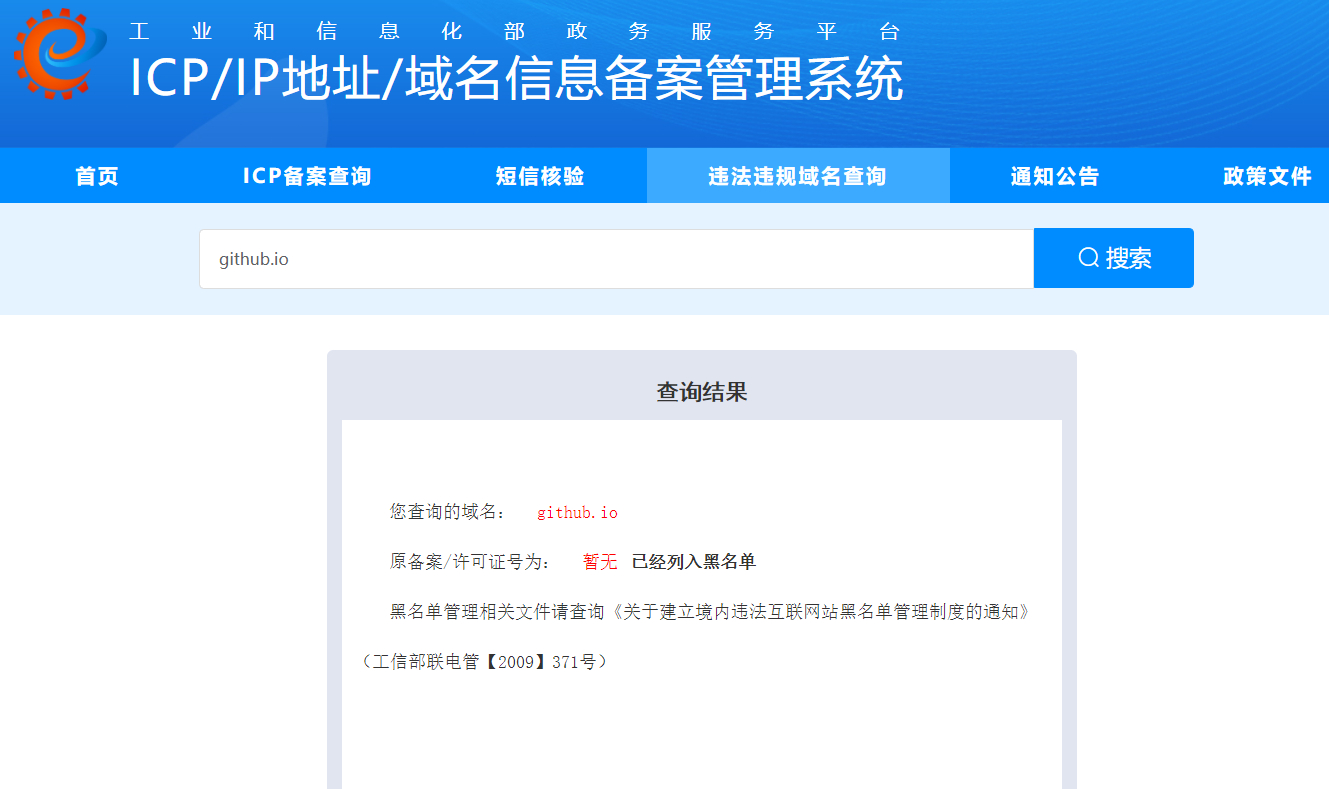 工业和信息化部政务服务平台
ICP/IP地址/域名信息备案管理系统
首页 ICP备案查询 短信核验 违法违规域名查询 通知公告 政策文件
github.io 搜索
查询结果
您查询的域名： github.io
原备案/许可证号为： 暂无 已经列入黑名单
黑名单管理相关文件请查询《关于建立境内违法互联网站黑名单管理制度的通知》
（工信部联电管【2009】371号）